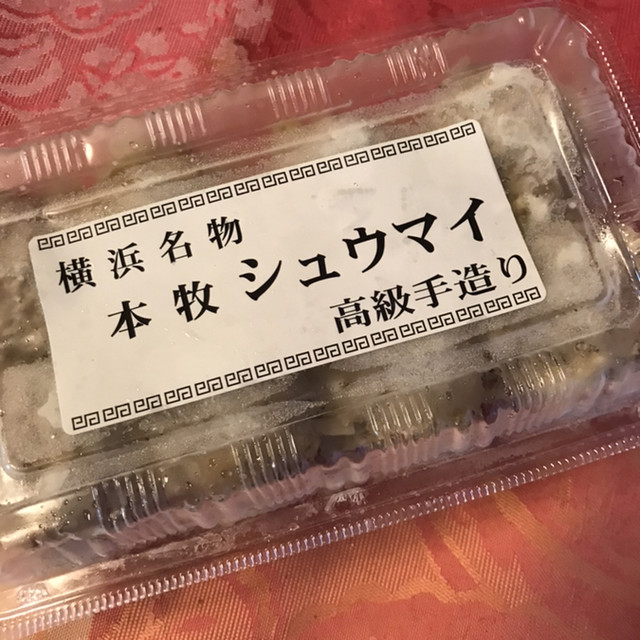 横浜名物
本牧シュウマイ
高級手造り